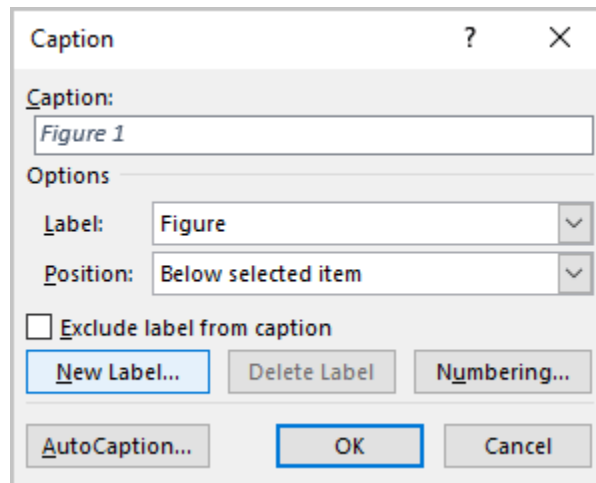 Caption ?
Caption:
Figure 1
Options
Label: Figure
Position: Below selected item
Exclude label from caption
New Label... Delete Label Numbering...
AutoCaption... OK Cancel